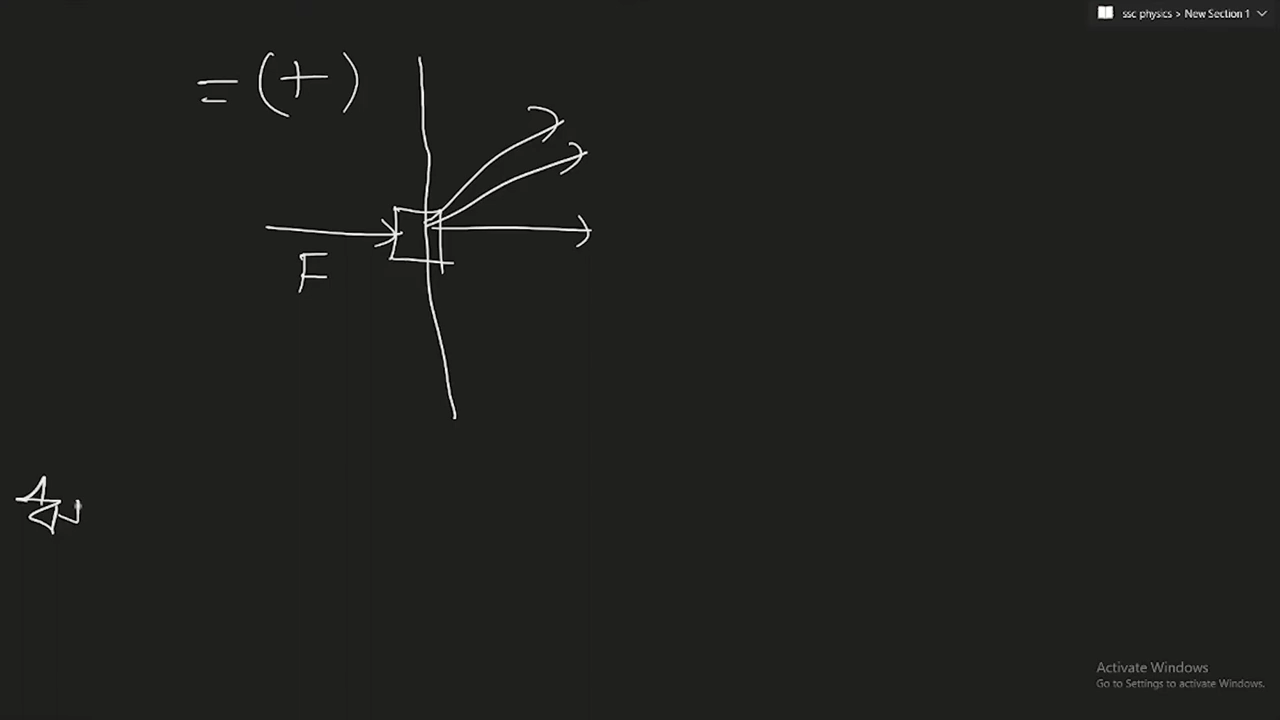 ssc physics > New Section 1
= (+)
F
Activate Windows
Go to Settings to activate Windows.